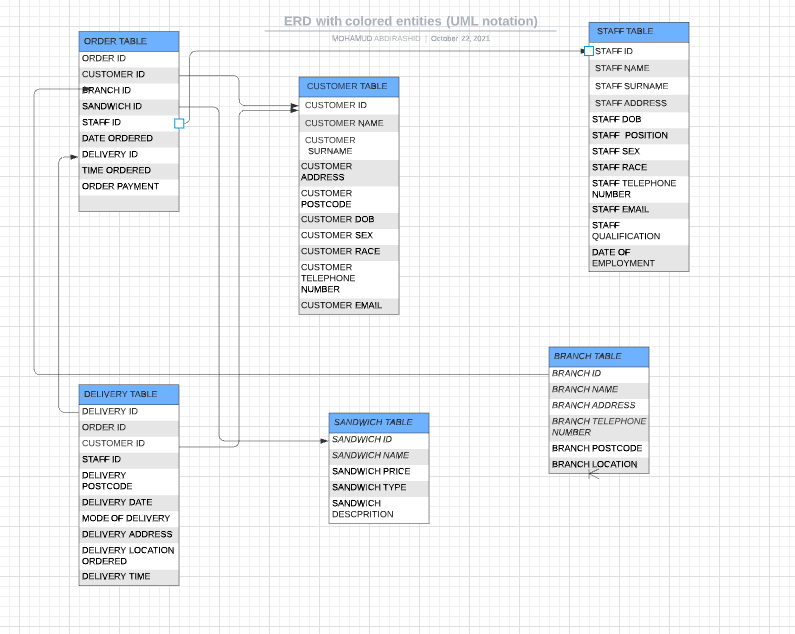 ERD with colored entities (UML notation)
MOHAMUD ABDIRASHID | October 22, 2021
ORDER TABLE
ORDER ID
CUSTOMER ID
BRANCH ID
SANDWICH ID
STAFF ID
DATE ORDERED
DELIVERY ID
TIME ORDERED
ORDER PAYMENT
CUSTOMER TABLE
CUSTOMER ID
CUSTOMER NAME
CUSTOMER
SURNAME
CUSTOMER
ADDRESS
CUSTOMER
POSTCODE
CUSTOMER DOB
CUSTOMER SEX
CUSTOMER RACE
CUSTOMER
TELEPHONE
NUMBER
CUSTOMER EMAIL
STAFF TABLE
STAFF ID
STAFF NAME
STAFF SURNAME
STAFF ADDRESS
STAFF DOB
STAFF POSITION
STAFF SEX
STAFF RACE
STAFF TELEPHONE
NUMBER
STAFF EMAIL
STAFF
QUALIFICATION
DATE OF
EMPLOYMENT
DELIVERY TABLE
DELIVERY ID
ORDER ID
CUSTOMER ID
STAFF ID
DELIVERY
POSTCODE
DELIVERY DATE
MODE OF DELIVERY
DELIVERY ADDRESS
DELIVERY LOCATION
ORDERED
DELIVERY TIME
SANDWICH TABLE
SANDWICH ID
SANDWICH NAME
SANDWICH PRICE
SANDWICH TYPE
SANDWICH
DESCPRITION
BRANCH TABLE
BRANCH ID
BRANCH NAME
BRANCH ADDRESS
BRANCH TELEPHONE
NUMBER
BRANCH POSTCODE
BRANCH LOCATION